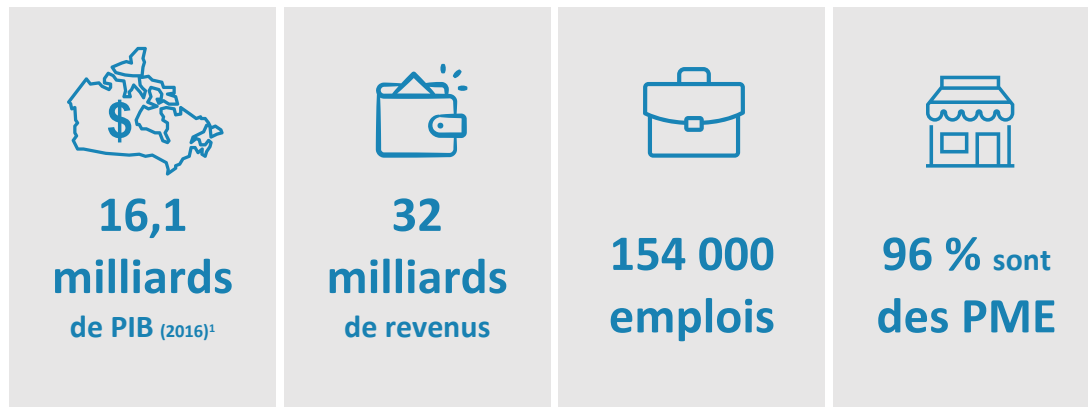 $
16,1
milliards
de PIB (2016)¹
32
milliards
de revenus
154 000
emplois
96 % sont
des PME